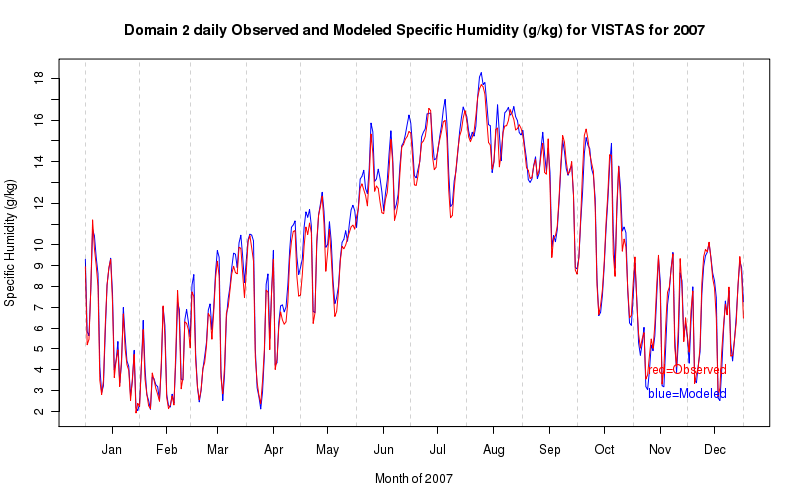 Domain 2 daily Observed and Modeled Specific Humidity (g/kg) for VISTAS for 2007
Specific Humidity (g/kg)
18
16
14
12
10
9
8
7
6
5
4
3
2
red=Observed
blue=Modeled
Jan Feb Mar Apr May Jun Jul Aug Sep Oct Nov Dec
Month of 2007